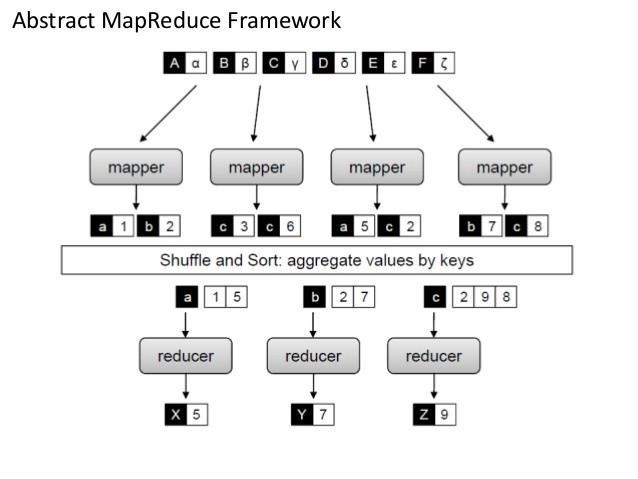 Abstract MapReduce Framework
A α B β C γ D δ E ε F ζ
mapper mapper mapper mapper
a 1 b 2 c 3 c 6 a 5 c 2 b 7 c 8
Shuffle and Sort: aggregate values by keys
a 1 5 b 2 7 c 2 9 8
reducer reducer reducer
X 5 Y 7 Z 9